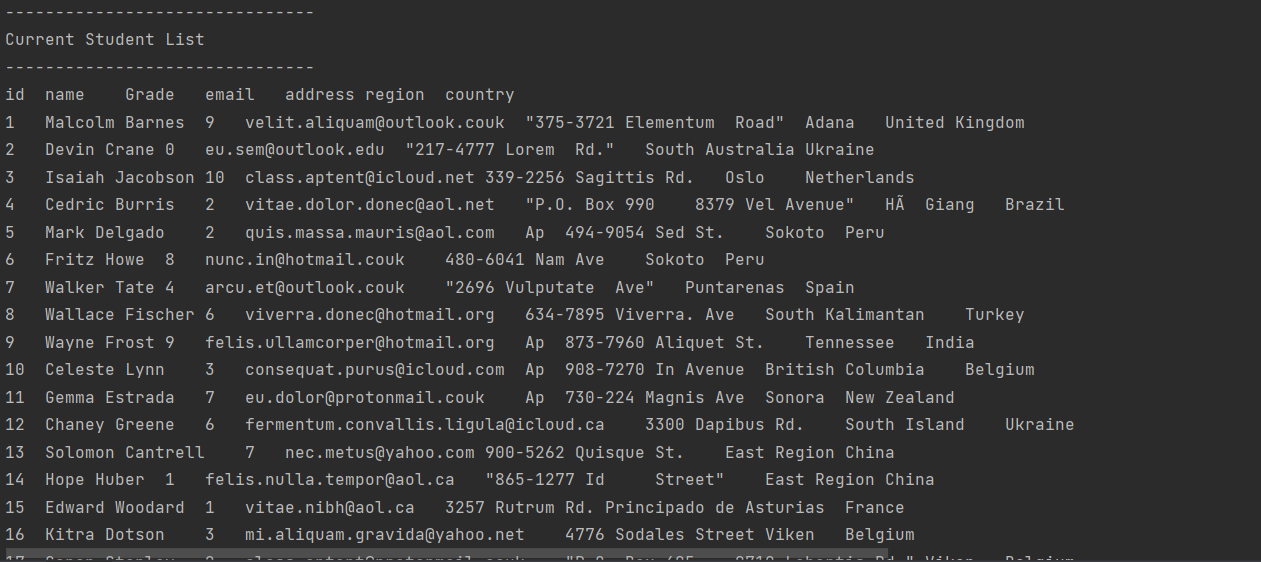 -------------------------------
Current Student List
-------------------------------
id  name    Grade   email   address region  country
1   Malcolm Barnes  9   velit.aliquam@outlook.couk  "375-3721 Elementum  Road"  Adana   United Kingdom
2   Devin Crane 0   eu.sem@outlook.edu  "217-4777 Lorem  Rd."   South Australia Ukraine
3   Isaiah Jacobson 10  class.aptent@icloud.net 339-2256 Sagittis Rd.   Oslo    Netherlands
4   Cedric Burris   2   vitae.dolor.donec@aol.net   "P.O. Box 990    8379 Vel Avenue"   HÃ  Giang   Brazil
5   Mark Delgado    2   quis.massa.mauris@aol.com   Ap  494-9054 Sed St.    Sokoto  Peru
6   Fritz Howe  8   nunc.in@hotmail.couk    480-6041 Nam Ave    Sokoto  Peru
7   Walker Tate 4   arcu.et@outlook.couk    "2696 Vulputate  Ave"   Puntarenas  Spain
8   Wallace Fischer 6   viverra.donec@hotmail.org   634-7895 Viverra. Ave   South Kalimantan    Turkey
9   Wayne Frost 9   felis.ullamcorper@hotmail.org   Ap  873-7960 Aliquet St.    Tennessee   India
10  Celeste Lynn    3   consequat.purus@icloud.com  Ap  908-7270 In Avenue  British Columbia    Belgium
11  Gemma Estrada   7   eu.dolor@protonmail.couk    Ap  730-224 Magnis Ave  Sonora  New Zealand
12  Chaney Greene   6   fermentum.convallis.ligula@icloud.ca    3300 Dapibus Rd.    South Island    Ukraine
13  Solomon Cantrell    7   nec.metus@yahoo.com 900-5262 Quisque St.    East Region China
14  Hope Huber  1   felis.nulla.tempor@aol.ca   "865-1277 Id     Street"    East Region China
15  Edward Woodard  1   vitae.nibh@aol.ca   3257 Rutrum Rd. Principado de Asturias  France
16  Kitra Dotson    3   mi.aliquam.gravida@yahoo.net    4776 Sodales Street Viken   Belgium
17 Viken   Belgium